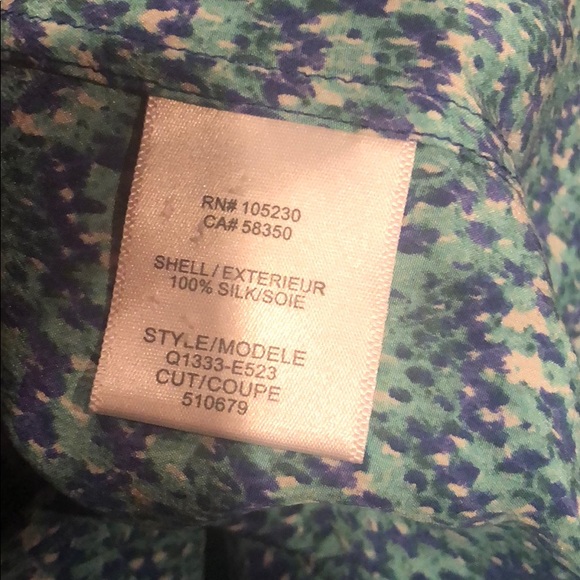 RN# 105230
CA# 58350
SHELL/EXTERIEUR
100% SILK/SOIE
STYLE/MODELE
Q1333-E523
CUT/COUPE
510679